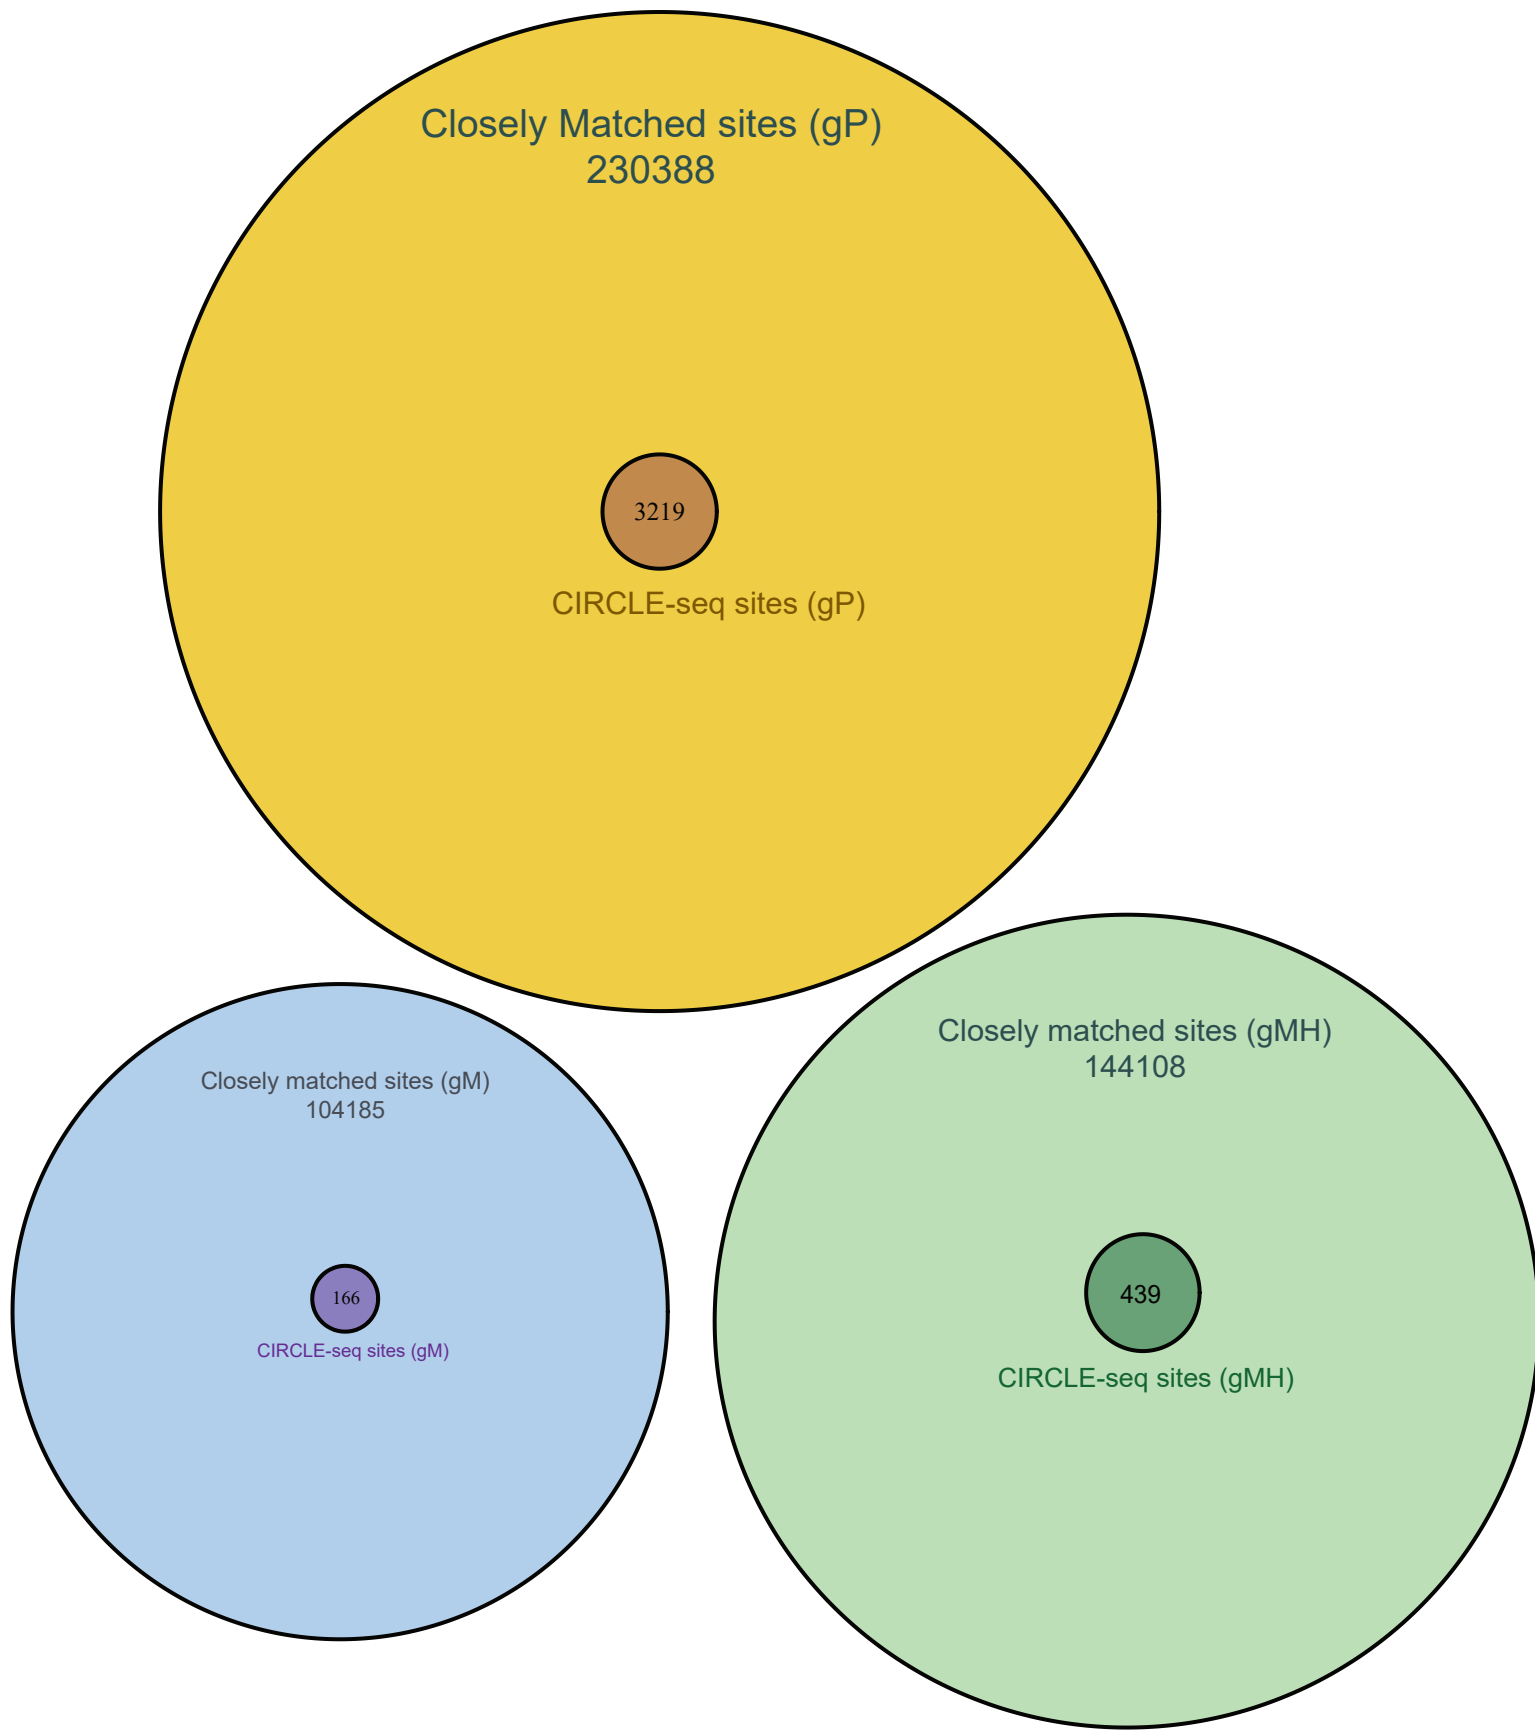 Closely Matched sites (gP)
230388
3219
CIRCLE-seq sites (gP)
Closely matched sites (gM)
104185
166
CIRCLE-seq sites (gM)
Closely matched sites (gMH)
144108
439
CIRCLE-seq sites (gMH)